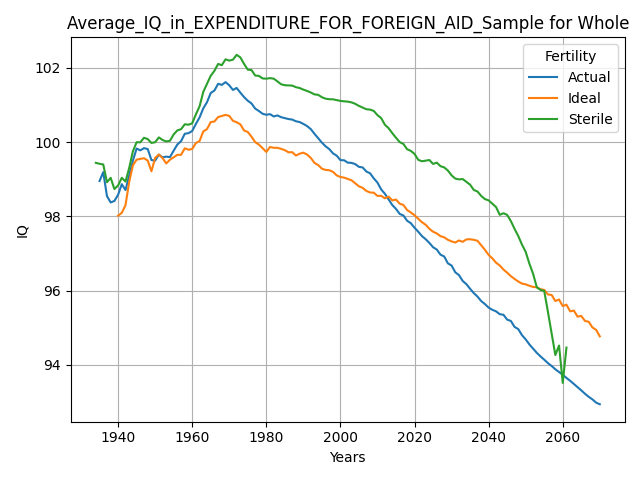 Average_IQ_in_EXPENDITURE_FOR_FOREIGN_AID_Sample for Whole
Fertility
Actual
Ideal
Sterile
102
100
98
96
94
IQ
1940 1960 1980 2000 2020 2040 2060
Years